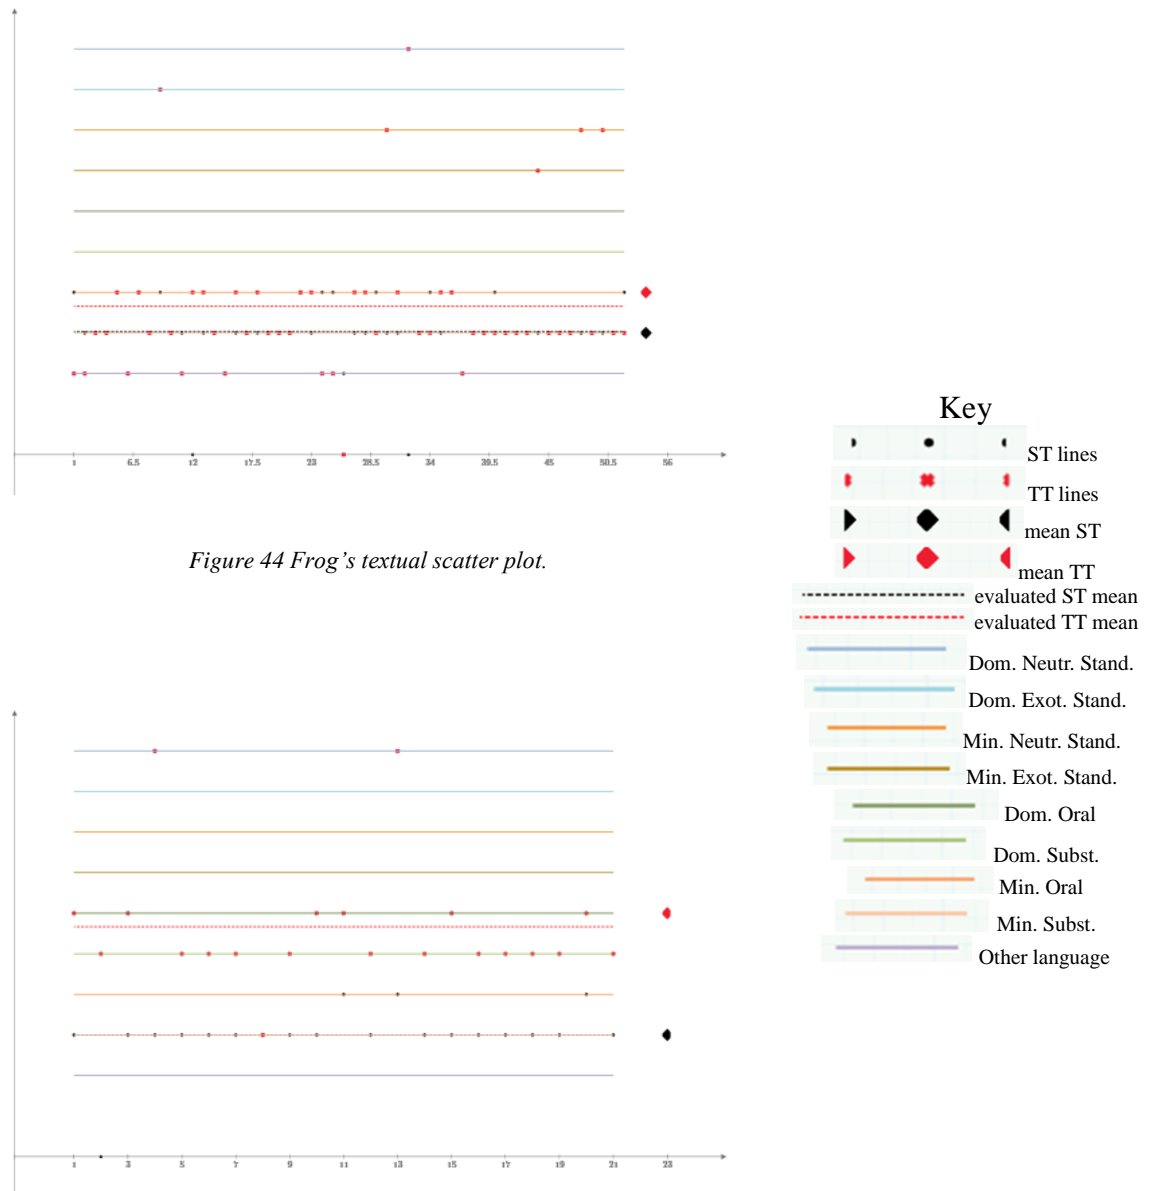 1 6.5 12 17.5 23 28.5 34 39.5 45 50.5 56
Figure 44 Frog's textual scatter plot.
Key
ST lines
TT lines
mean ST
mean TT
evaluated ST mean
evaluated TT mean
Dom. Neutr. Stand.
Dom. Exot. Stand.
Min. Neutr. Stand.
Min. Exot. Stand.
Dom. Oral
Dom. Subst.
Min. Oral
Min. Subst.
Other language
1 3 5 7 9 11 13 15 17 19 21 23